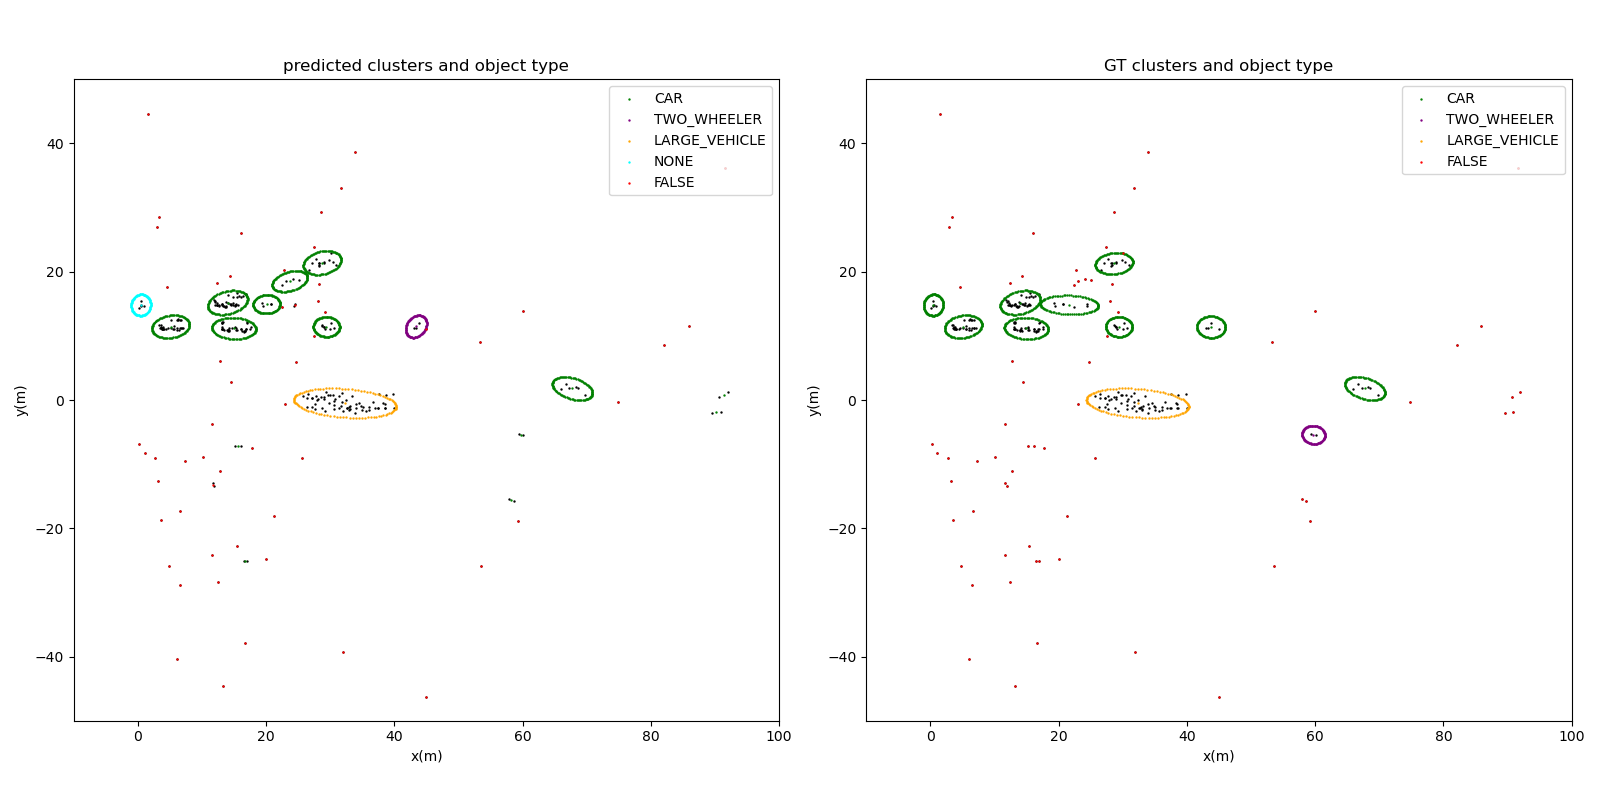 predicted clusters and object type
CAR
TWO_WHEELER
LARGE_VEHICLE
NONE
FALSE
40
20
0
−20
−40
y(m)
0
20
40
60
80
100
x(m)
GT clusters and object type
CAR
TWO_WHEELER
LARGE_VEHICLE
FALSE
40
20
0
−20
−40
y(m)
0
20
40
60
80
100
x(m)